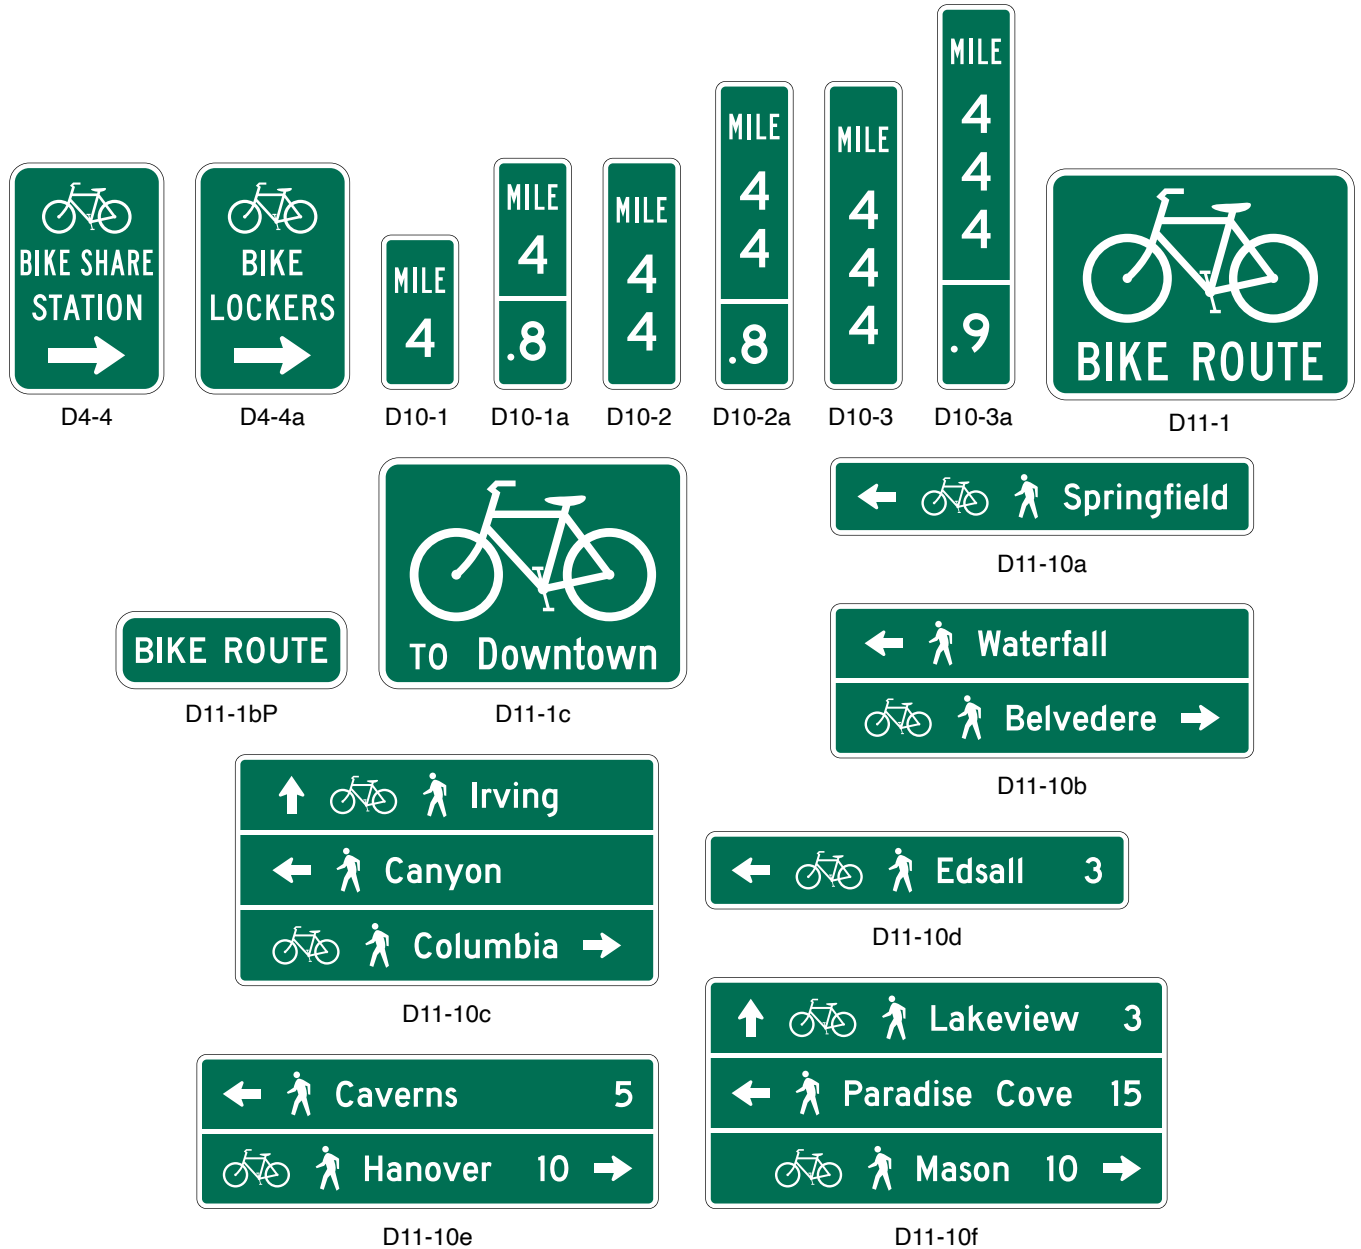 BIKE SHARE
STATION
D4-4
BIKE
LOCKERS
D4-4a
MILE
4
D10-1
MILE
4
.8
D10-1a
MILE
4
4
D10-2
MILE
4
4
.8
D10-2a
MILE
4
4
4
D10-3
MILE
4
4
4
.9
D10-3a
BIKE ROUTE
D11-1
BIKE ROUTE
D11-1bP
TO Downtown
D11-1c
Springfield
D11-10a
Waterfall
Belvedere
D11-10b
Irving
Canyon
Columbia
D11-10c
Edsall 3
D11-10d
Caverns 5
Hanover 10
D11-10e
Lakeview 3
Paradise Cove 15
Mason 10
D11-10f